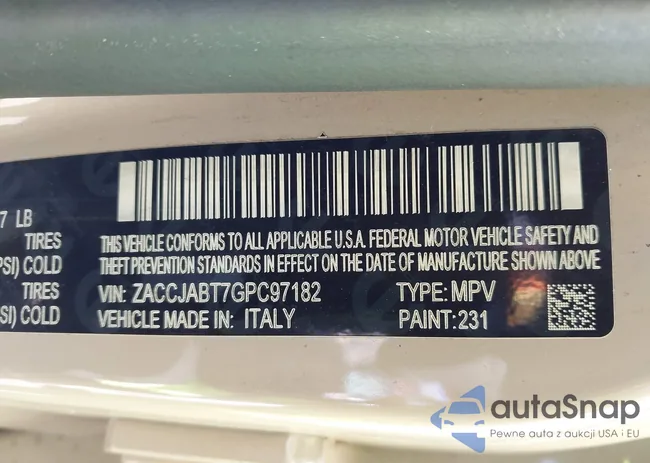 7 LB
TIRES
PSI) COLD
TIRES
SI) COLD
THIS VEHICLE CONFORMS TO ALL APPLICABLE U.S.A. FEDERAL MOTOR VEHICLE SAFETY AND
THEFT PREVENTION STANDARDS IN EFFECT ON THE DATE OF MANUFACTURE SHOWN ABOVE
VIN: ZACCJABT7GPC97182 TYPE: MPV
VEHICLE MADE IN: ITALY PAINT:231
autaSnap
Pewne auta z aukcji USA i EU